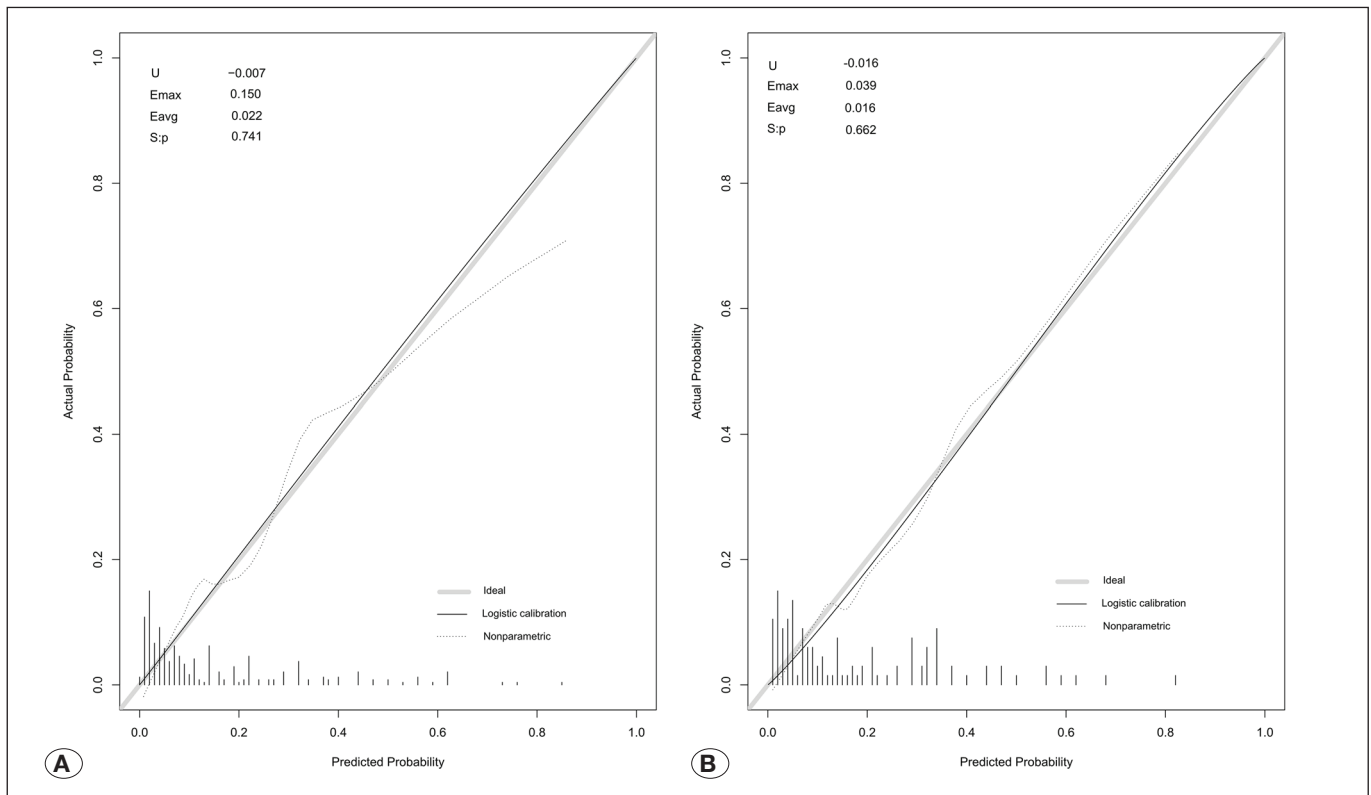 U −0.007
Emax 0.150
Eavg 0.022
S:p 0.741
1.0
0.8
0.6
0.4
0.2
0.0
Actual Probability
Ideal
Logistic calibration
Nonparametric
0.0 0.2 0.4 0.6 0.8 1.0
Predicted Probability
A
U -0.016
Emax 0.039
Eavg 0.016
S:p 0.662
1.0
0.8
0.6
0.4
0.2
0.0
Actual Probability
Ideal
Logistic calibration
Nonparametric
0.0 0.2 0.4 0.6 0.8 1.0
Predicted Probability
B